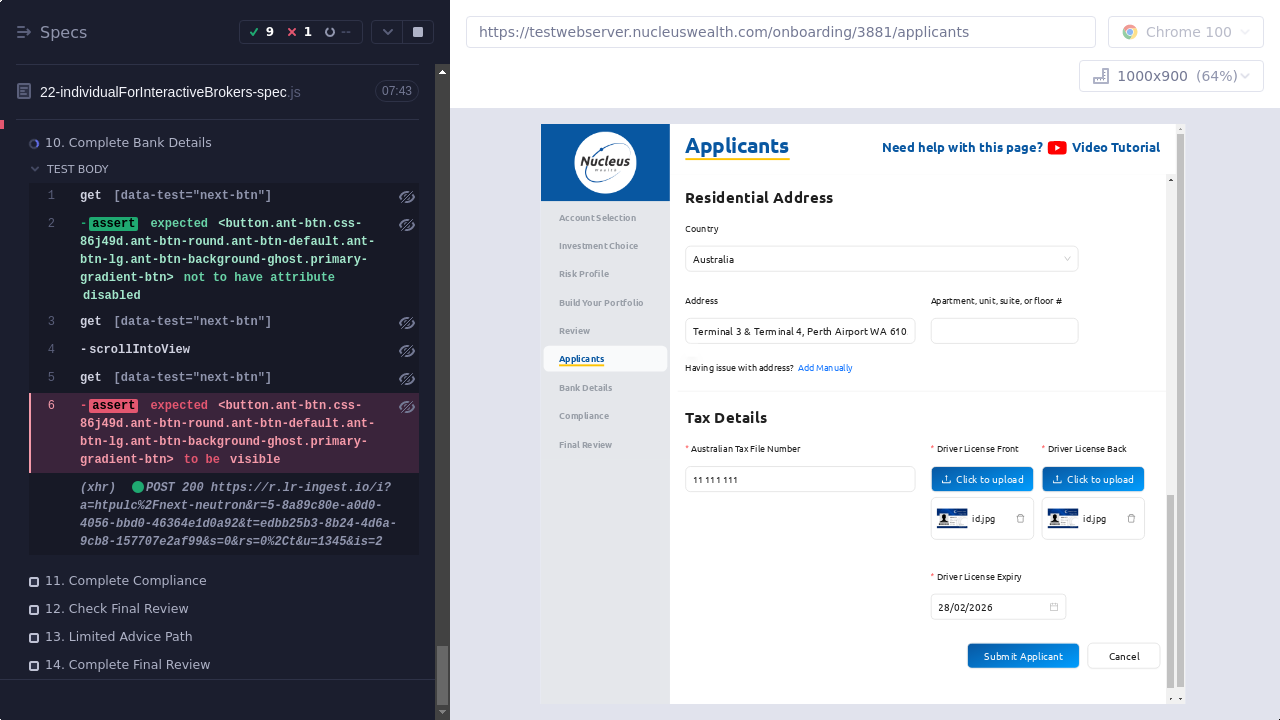 Specs
9
1
--
22-individualForInteractiveBrokers-spec.js
07:43
10. Complete Bank Details
TEST BODY
1 get [data-test="next-btn"]
2 -assert expected <button.ant-btn.css-
86j49d.ant-btn-round.ant-btn-default.ant-
btn-lg.ant-btn-background-ghost.primary-
gradient-btn> not to have attribute
disabled
3 get [data-test="next-btn"]
4 -scrollIntoView
5 get [data-test="next-btn"]
6 -assert expected <button.ant-btn.css-
86j49d.ant-btn-round.ant-btn-default.ant-
btn-lg.ant-btn-background-ghost.primary-
gradient-btn> to be visible
(xhr) POST 200 https://r.lr-ingest.io/i?
a=htpulc%2Fnext-neutron&r=5-8a89c80e-a0d0-
4056-bbd0-46364e1d0a92&t=edbb25b3-8b24-4d6a-
9cb8-157707e2af99&s=0&rs=0%2Ct&u=1345&is=2
11. Complete Compliance
12. Check Final Review
13. Limited Advice Path
14. Complete Final Review
https://testwebserver.nucleuswealth.com/onboarding/3881/applicants
Chrome 100
1000x900 (64%)
Nucleus
Wealth
Account Selection
Investment Choice
Risk Profile
Build Your Portfolio
Review
Applicants
Bank Details
Compliance
Final Review
Applicants
Need help with this page? Video Tutorial
Residential Address
Country
Australia
Address
Apartment, unit, suite, or floor #
Terminal 3 & Terminal 4, Perth Airport WA 610
Having issue with address? Add Manually
Tax Details
* Australian Tax File Number
* Driver License Front
* Driver License Back
11 111 111
Click to upload
Click to upload
id.jpg
id.jpg
* Driver License Expiry
28/02/2026
Submit Applicant
Cancel